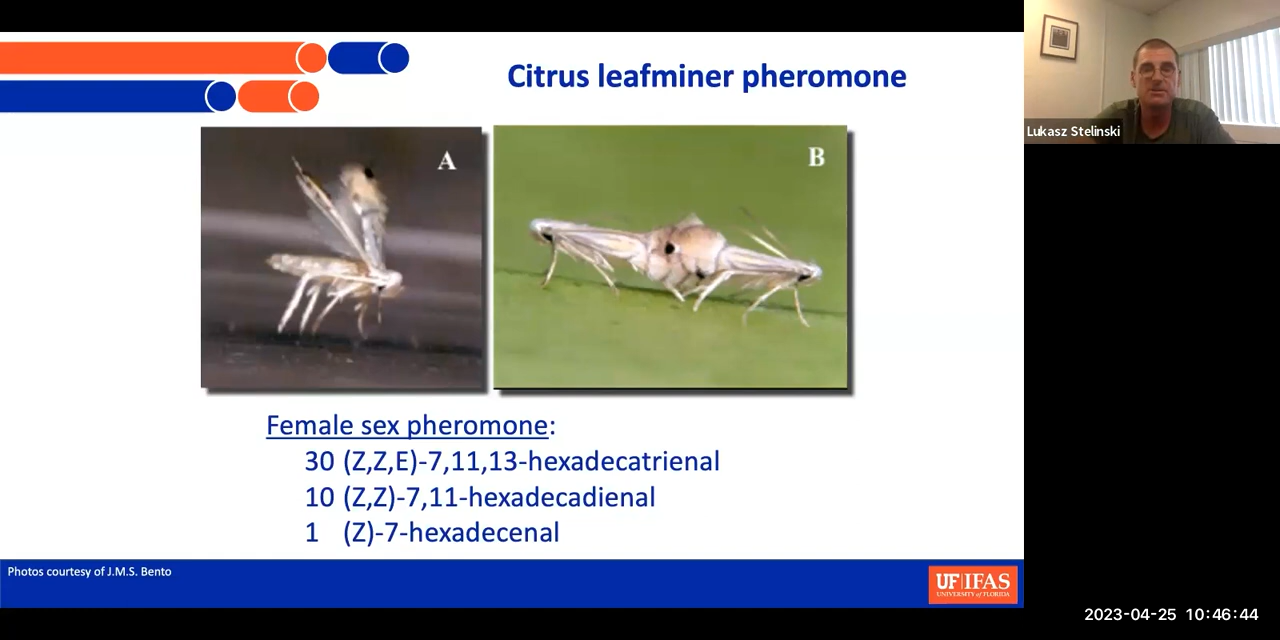 Citrus leafminer pheromone
A
B
Female sex pheromone:
30 (Z,Z,E)-7,11,13-hexadecatrienal
10 (Z,Z)-7,11-hexadecadienal
1 (Z)-7-hexadecenal
Photos courtesy of J.M.S. Bento
UF|IFAS
UNIVERSITY of FLORIDA
Lukasz Stelinski
2023-04-25 10:46:44